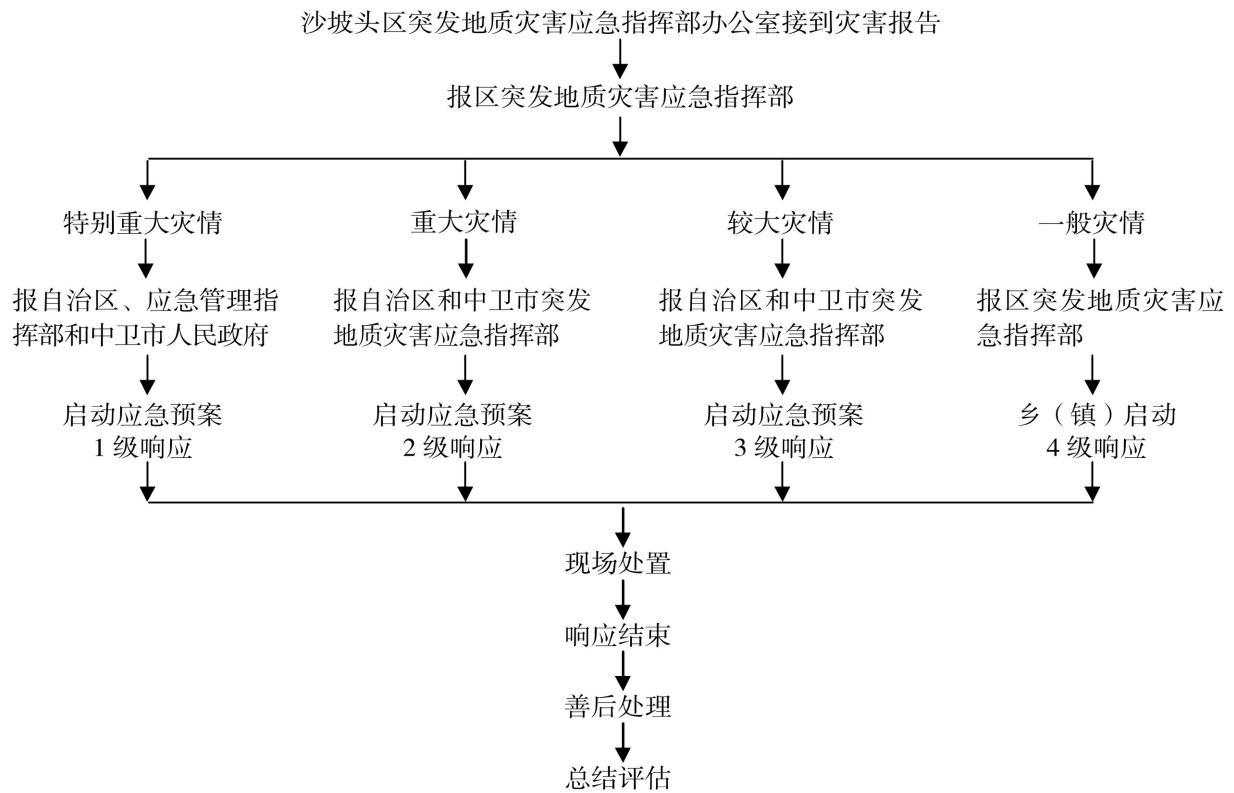 沙坡头区突发地质灾害应急指挥部办公室接到灾害报告
报区突发地质灾害应急指挥部
特别重大灾情
重大灾情
较大灾情
一般灾情
报自治区、应急管理指
挥部和中卫市人民政府
报自治区和中卫市突发
地质灾害应急指挥部
报自治区和中卫市突发
地质灾害应急指挥部
报区突发地质灾害应
急指挥部
启动应急预案
1 级响应
启动应急预案
2 级响应
启动应急预案
3 级响应
乡（镇）启动
4 级响应
现场处置
响应结束
善后处理
总结评估